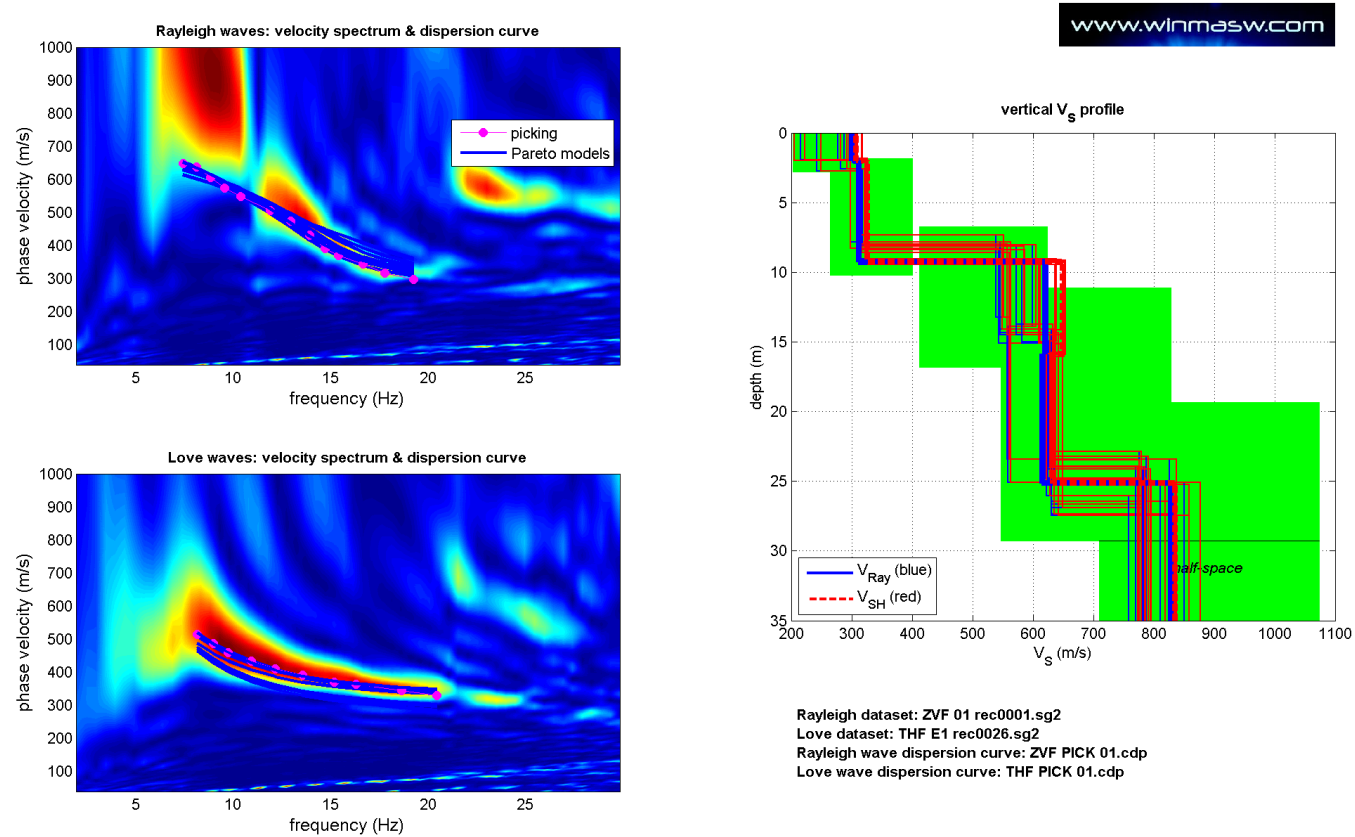 www.winmasw.com
Rayleigh waves: velocity spectrum & dispersion curve
1000
900
800
700
600
500
400
300
200
100
phase velocity (m/s)
picking
Pareto models
5
10
15
20
25
frequency (Hz)
Love waves: velocity spectrum & dispersion curve
1000
900
800
700
600
500
400
300
200
100
phase velocity (m/s)
5
10
15
20
25
frequency (Hz)
vertical VS profile
0
5
10
15
20
25
30
35
depth (m)
half-space
VRay (blue)
VSH (red)
200
300
400
500
600
700
800
900
1000
1100
VS (m/s)
Rayleigh dataset: ZVF 01 rec0001.sg2
Love dataset: THF E1 rec0026.sg2
Rayleigh wave dispersion curve: ZVF PICK 01.cdp
Love wave dispersion curve: THF PICK 01.cdp